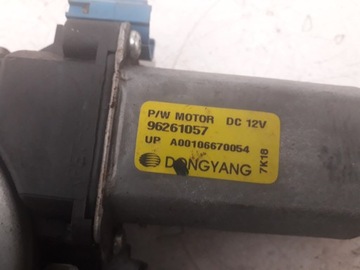 P/W MOTOR DC 12V
96261057
UP A00106670054
DONGYANG
7K18